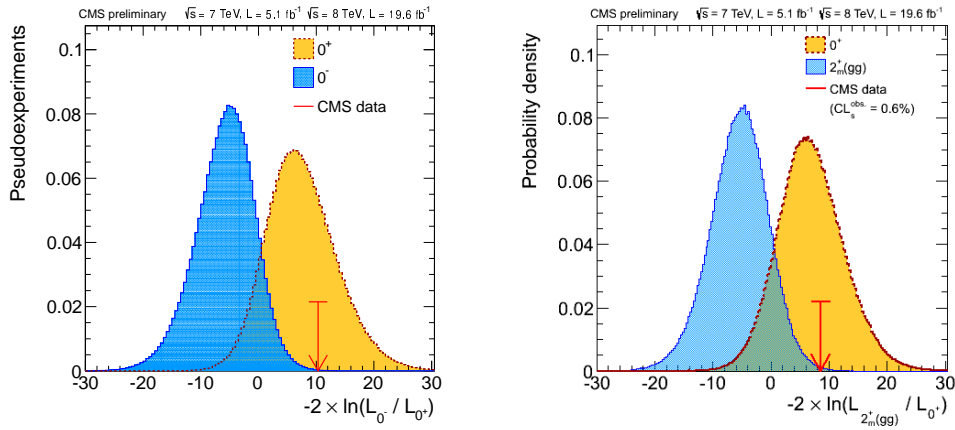 CMS preliminary √s = 7 TeV, L = 5.1 fb⁻¹ √s = 8 TeV, L = 19.6 fb⁻¹
Pseudoexperiments
0.1
0.08
0.06
0.04
0.02
0
0⁺
0⁻
CMS data
-30 -20 -10 0 10 20 30
-2 × ln(L₀⁻ / L₀⁺)
CMS preliminary √s = 7 TeV, L = 5.1 fb⁻¹ √s = 8 TeV, L = 19.6 fb⁻¹
Probability density
0.1
0.08
0.06
0.04
0.02
0
0⁺
2⁺ₘ(gg)
CMS data
(CLₛᵒᵇˢ· = 0.6%)
-30 -20 -10 0 10 20 30
-2 × ln(L₂⁺ₘ(gg) / L₀⁺)